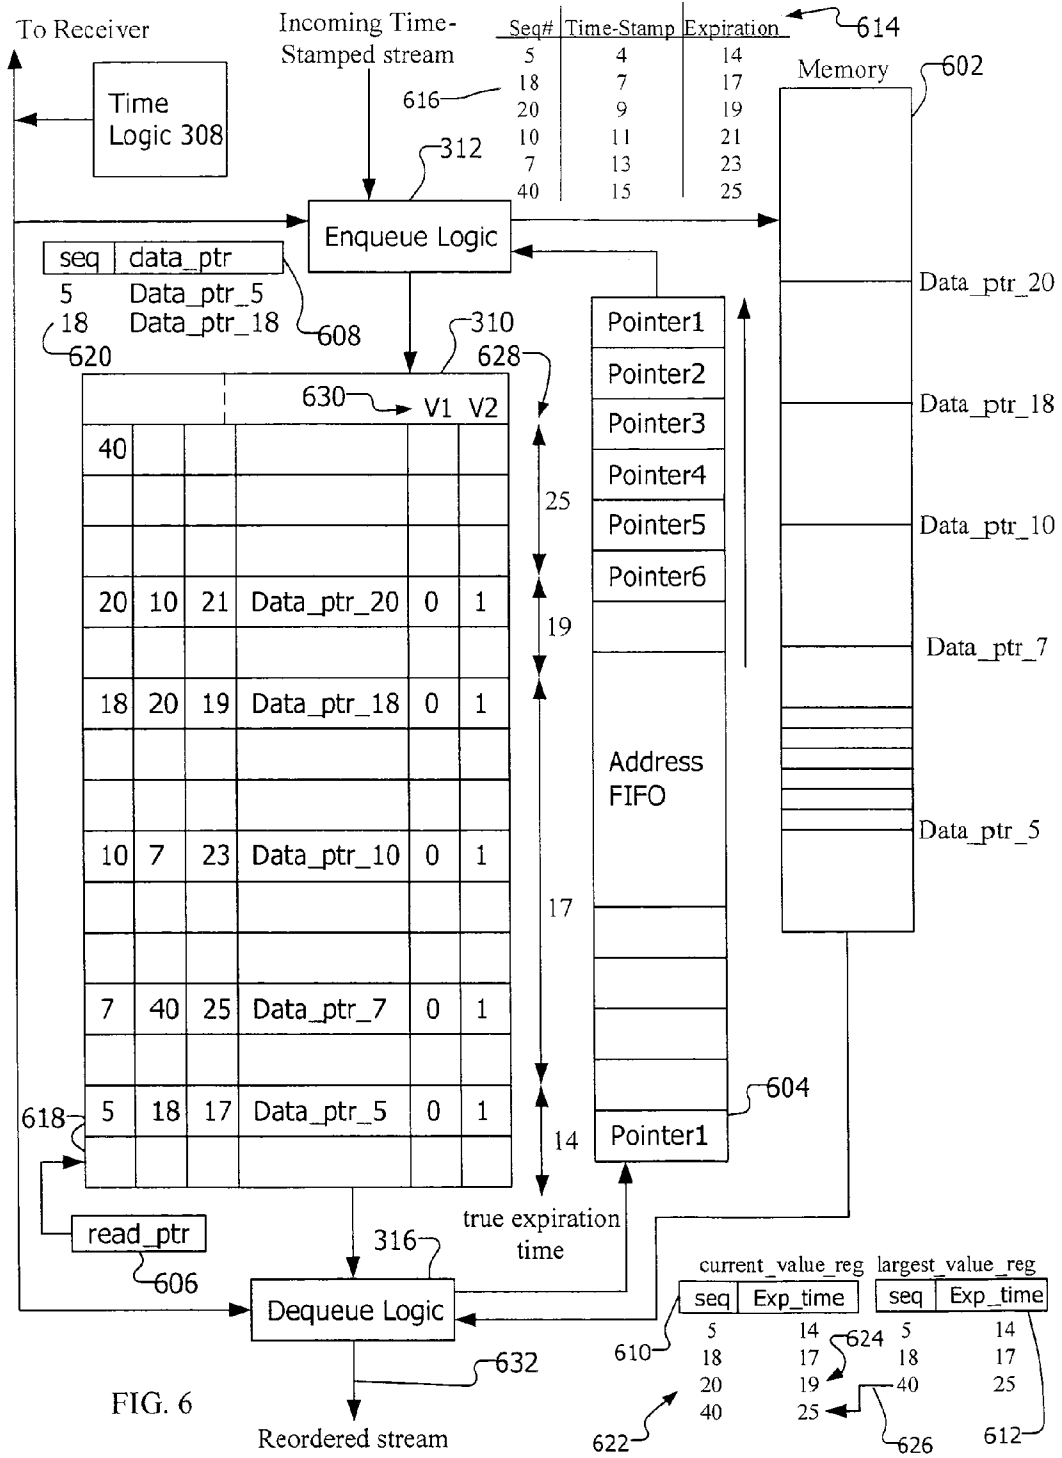 To Receiver
Incoming Time-
Stamped stream
Seq# Time-Stamp Expiration
5 4 14
18 7 17
20 9 19
10 11 21
7 13 23
40 15 25
614
616
Memory
602
Time
Logic 308
312
Enqueue Logic
seq data_ptr
5 Data_ptr_5
18 Data_ptr_18
608
620
310
628
630 V1 V2
40
20 10 21 Data_ptr_20 0 1
18 20 19 Data_ptr_18 0 1
10 7 23 Data_ptr_10 0 1
7 40 25 Data_ptr_7 0 1
5 18 17 Data_ptr_5 0 1
618
25
19
17
14
true expiration
time
Pointer1
Pointer2
Pointer3
Pointer4
Pointer5
Pointer6
Address
FIFO
Pointer1
604
Data_ptr_20
Data_ptr_18
Data_ptr_10
Data_ptr_7
Data_ptr_5
read_ptr
606
316
Dequeue Logic
632
Reordered stream
FIG. 6
current_value_reg largest_value_reg
seq Exp_time seq Exp_time
5 14 5 14
18 17 18 17
20 19 40 25
40 25
610
624
622
626
612